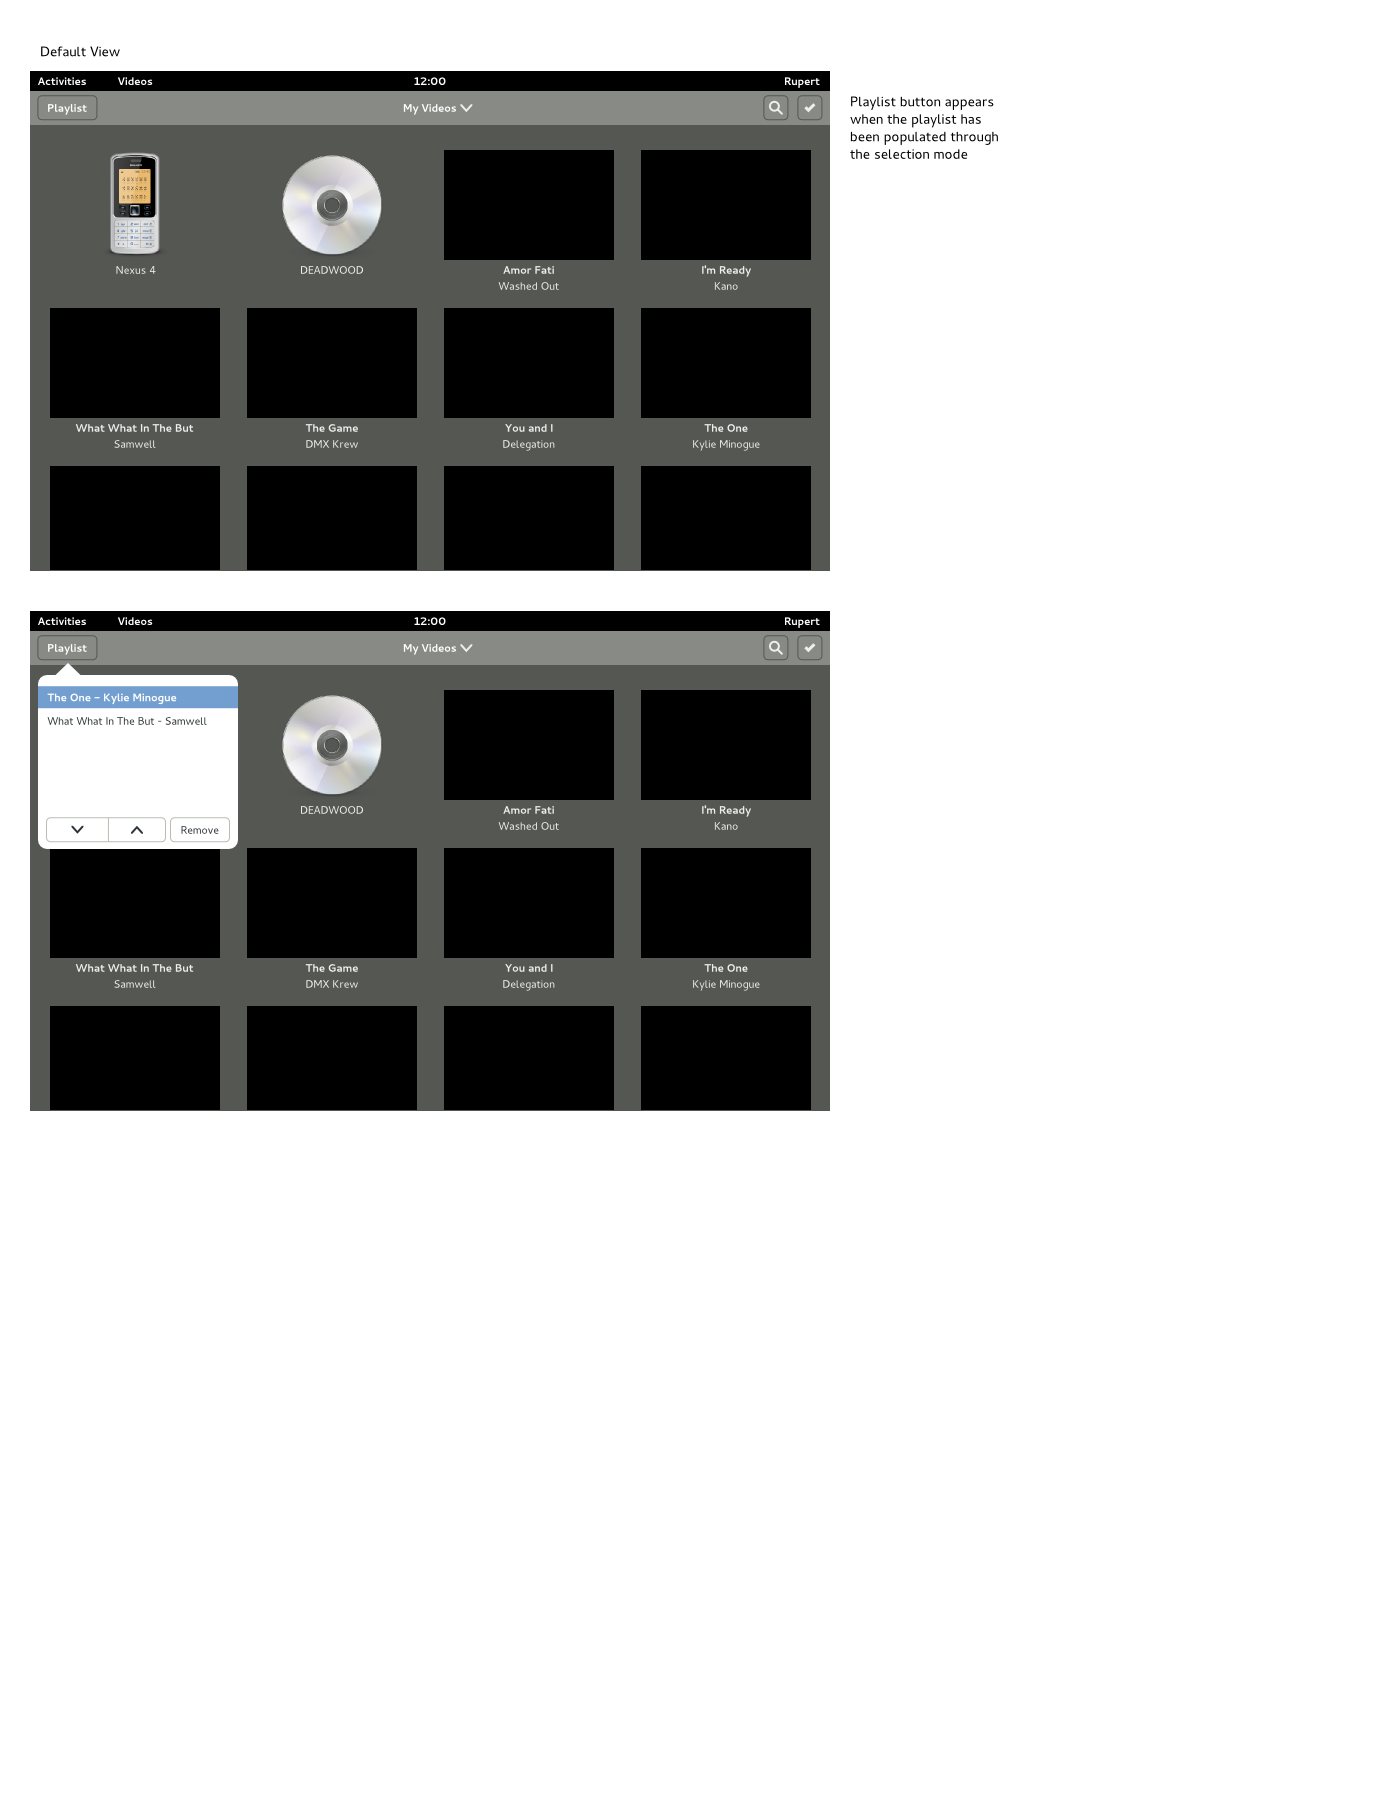 Default View
Activities Videos 12:00 Rupert
Playlist My Videos
Playlist button appears
when the playlist has
been populated through
the selection mode
Nexus 4 DEADWOOD Amor Fati I'm Ready
Washed Out Kano
What What In The But The Game You and I The One
Samwell DMX Krew Delegation Kylie Minogue
Activities Videos 12:00 Rupert
Playlist My Videos
The One – Kylie Minogue
What What In The But - Samwell
Remove
DEADWOOD Amor Fati I'm Ready
Washed Out Kano
What What In The But The Game You and I The One
Samwell DMX Krew Delegation Kylie Minogue